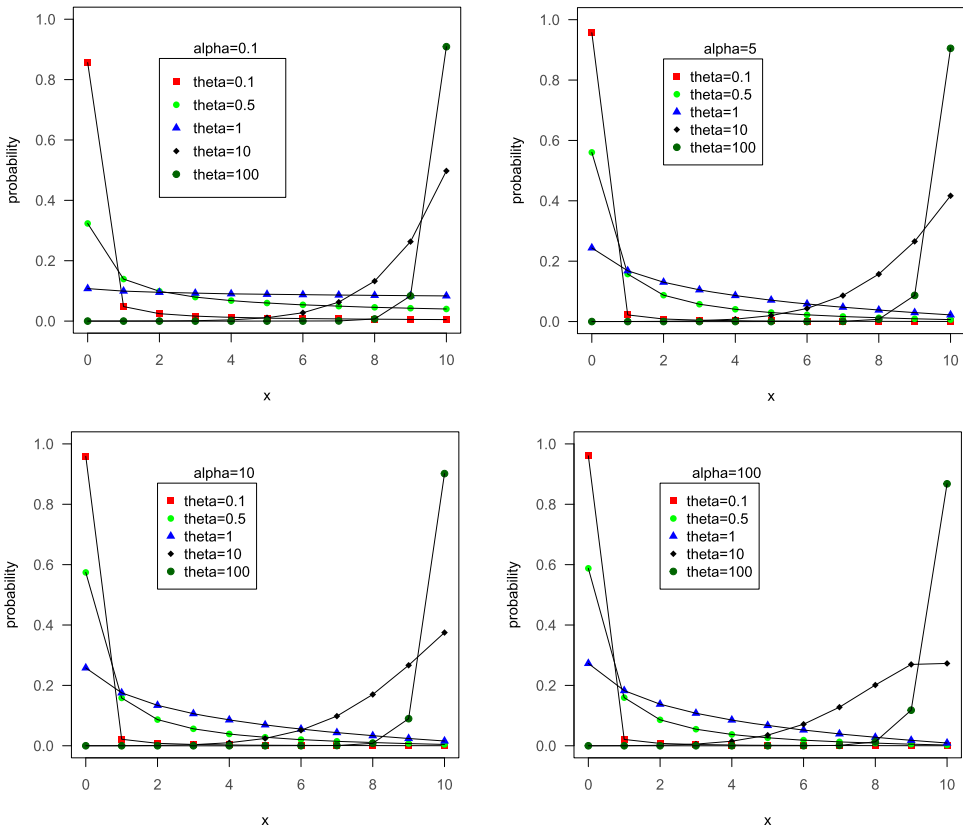 alpha=0.1
theta=0.1
theta=0.5
theta=1
theta=10
theta=100
probability
1.0
0.8
0.6
0.4
0.2
0.0
0 2 4 6 8 10
x
alpha=5
theta=0.1
theta=0.5
theta=1
theta=10
theta=100
probability
1.0
0.8
0.6
0.4
0.2
0.0
0 2 4 6 8 10
x
alpha=10
theta=0.1
theta=0.5
theta=1
theta=10
theta=100
probability
1.0
0.8
0.6
0.4
0.2
0.0
0 2 4 6 8 10
x
alpha=100
theta=0.1
theta=0.5
theta=1
theta=10
theta=100
probability
1.0
0.8
0.6
0.4
0.2
0.0
0 2 4 6 8 10
x